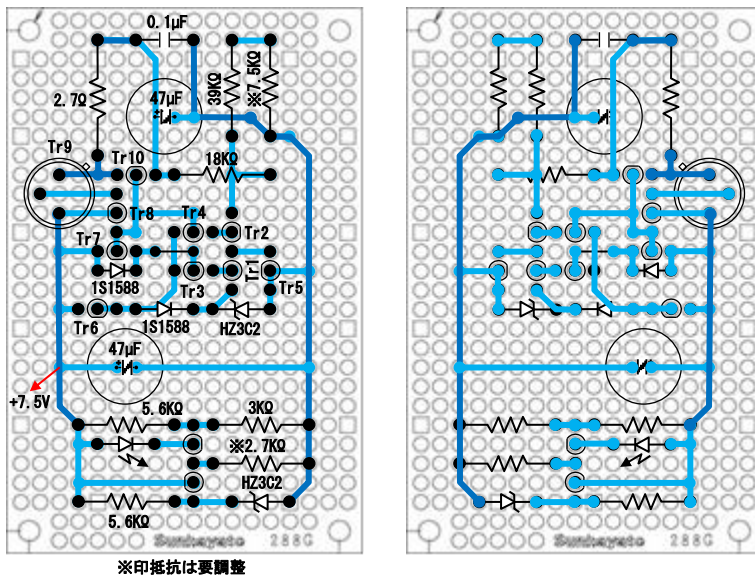 0.1μF
2.7Ω
47μF
39KΩ
※7.5KΩ
Tr9
Tr10
18KΩ
Tr8
Tr4
Tr7
Tr2
1S1588
Tr3
Tr1
Tr5
Tr6
1S1588
HZ3C2
47μF
+7.5V
5.6KΩ
3KΩ
※2.7KΩ
HZ3C2
5.6KΩ
Sunhayato 288G
Sunhayato 288G
※印抵抗は要調整